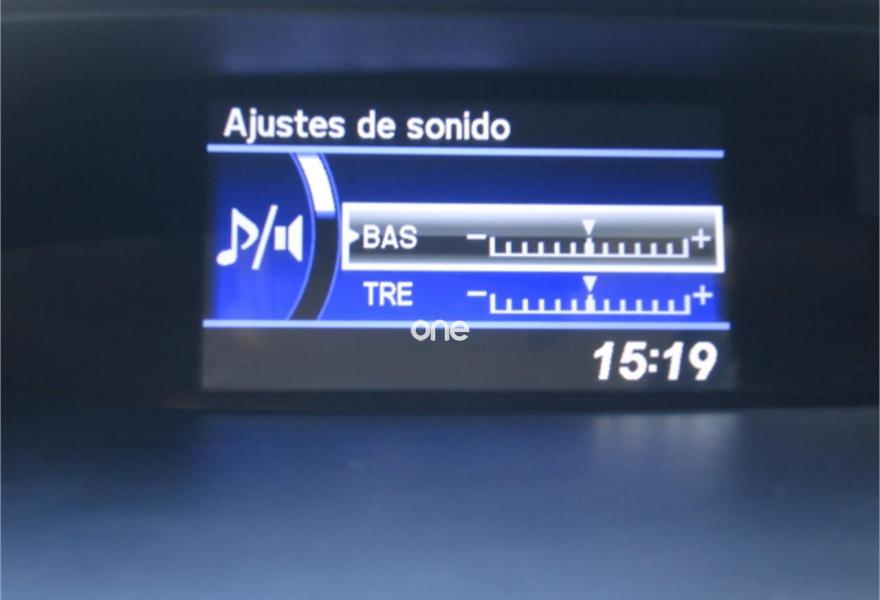 Ajustes de sonido
BAS - +
TRE - +
one
15:19